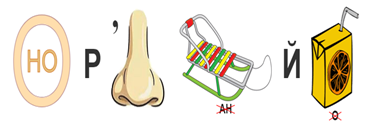 НО Р , Й
АН О